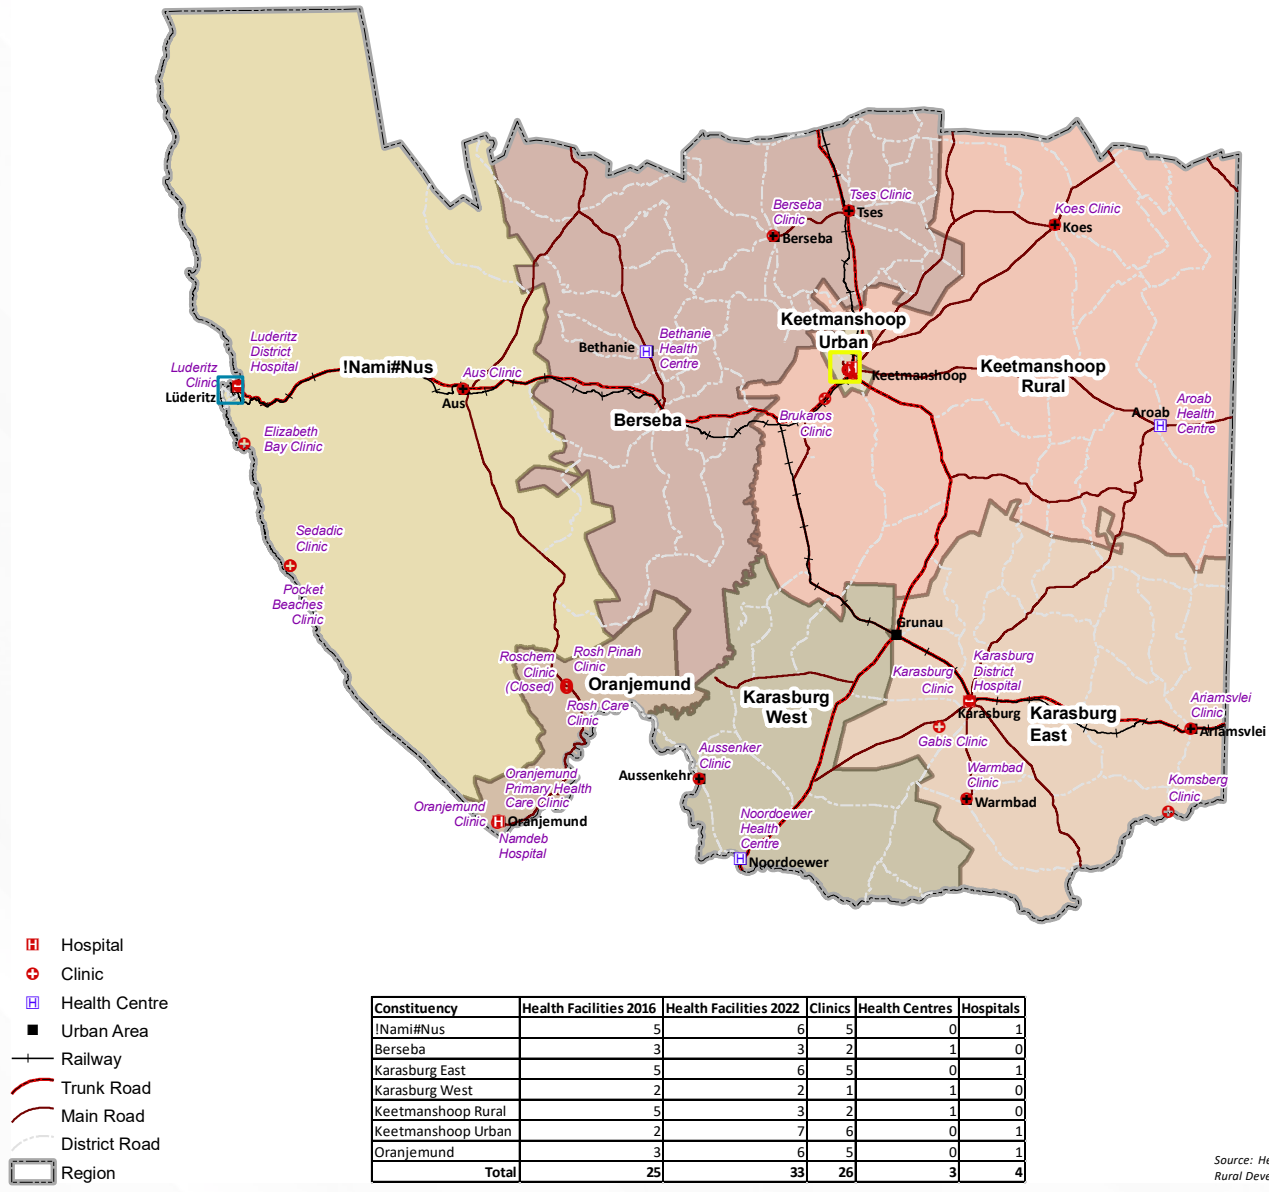 Tses Clinic
Berseba
Clinic
Tses
Berseba
Koes Clinic
Koes
Keetmanshoop
Urban
Keetmanshoop
Keetmanshoop
Rural
Brukaros
Clinic
Bethanie
Bethanie
Health
Centre
Berseba
Luderitz
District
Hospital
Luderitz
Clinic
Lüderitz
!Nami#Nus
Aus Clinic
Aus
Elizabeth
Bay Clinic
Aroab
Aroab
Health
Centre
Sedadic
Clinic
Pocket
Beaches
Clinic
Roschem
Clinic
(Closed)
Rosh Pinah
Clinic
Oranjemund
Rosh Care
Clinic
Grunau
Karasburg
Clinic
Karasburg
District
Hospital
Karasburg
Karasburg
West
Karasburg
East
Gabis Clinic
Ariamsvlei
Clinic
Ariamsvlei
Aussenker
Clinic
Aussenkehr
Warmbad
Clinic
Warmbad
Komsberg
Clinic
Oranjemund
Primary Health
Care Clinic
Oranjemund
Clinic
Oranjemund
Namdeb
Hospital
Noordoewer
Health
Centre
Noordoewer
Hospital
Clinic
Health Centre
Urban Area
Railway
Trunk Road
Main Road
District Road
Region
Constituency Health Facilities 2016 Health Facilities 2022 Clinics Health Centres Hospitals
!Nami#Nus 5 6 5 0 1
Berseba 3 3 2 1 0
Karasburg East 5 6 5 0 1
Karasburg West 2 2 1 1 0
Keetmanshoop Rural 5 3 2 1 0
Keetmanshoop Urban 2 7 6 0 1
Oranjemund 3 6 5 0 1
Total 25 33 26 3 4
Source: He
Rural Deve